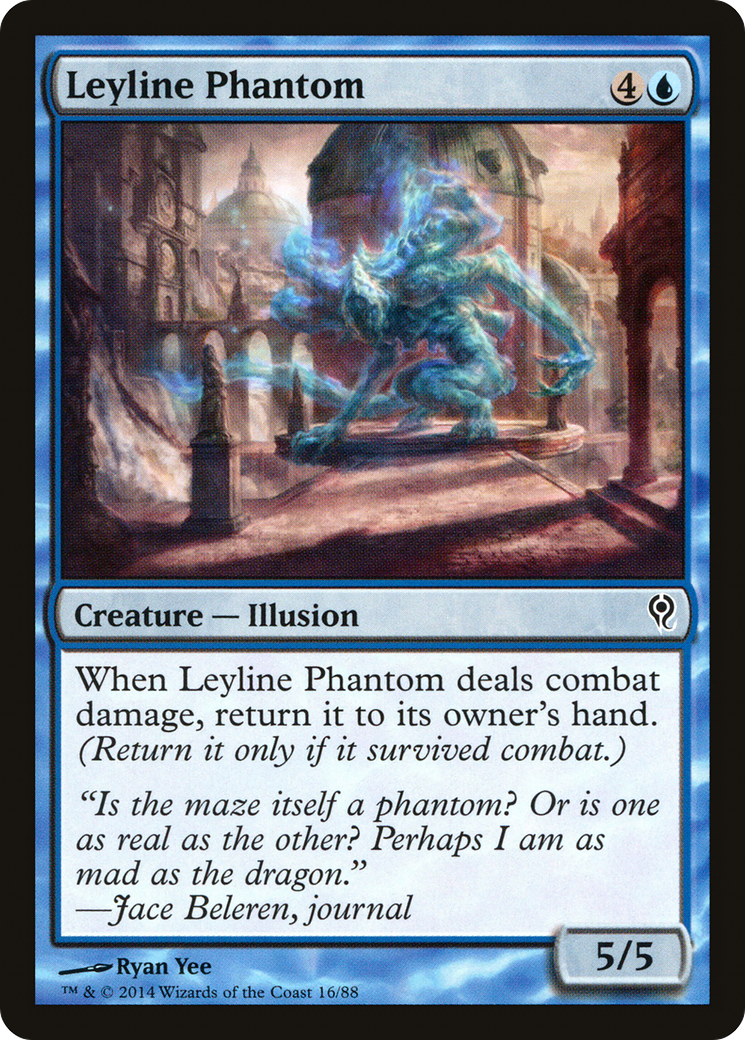 Leyline Phantom 4
Creature — Illusion
When Leyline Phantom deals combat
damage, return it to its owner's hand.
(Return it only if it survived combat.)
“Is the maze itself a phantom? Or is one
as real as the other? Perhaps I am as
mad as the dragon.”
—Jace Beleren, journal
5/5
Ryan Yee
™ & © 2014 Wizards of the Coast 16/88